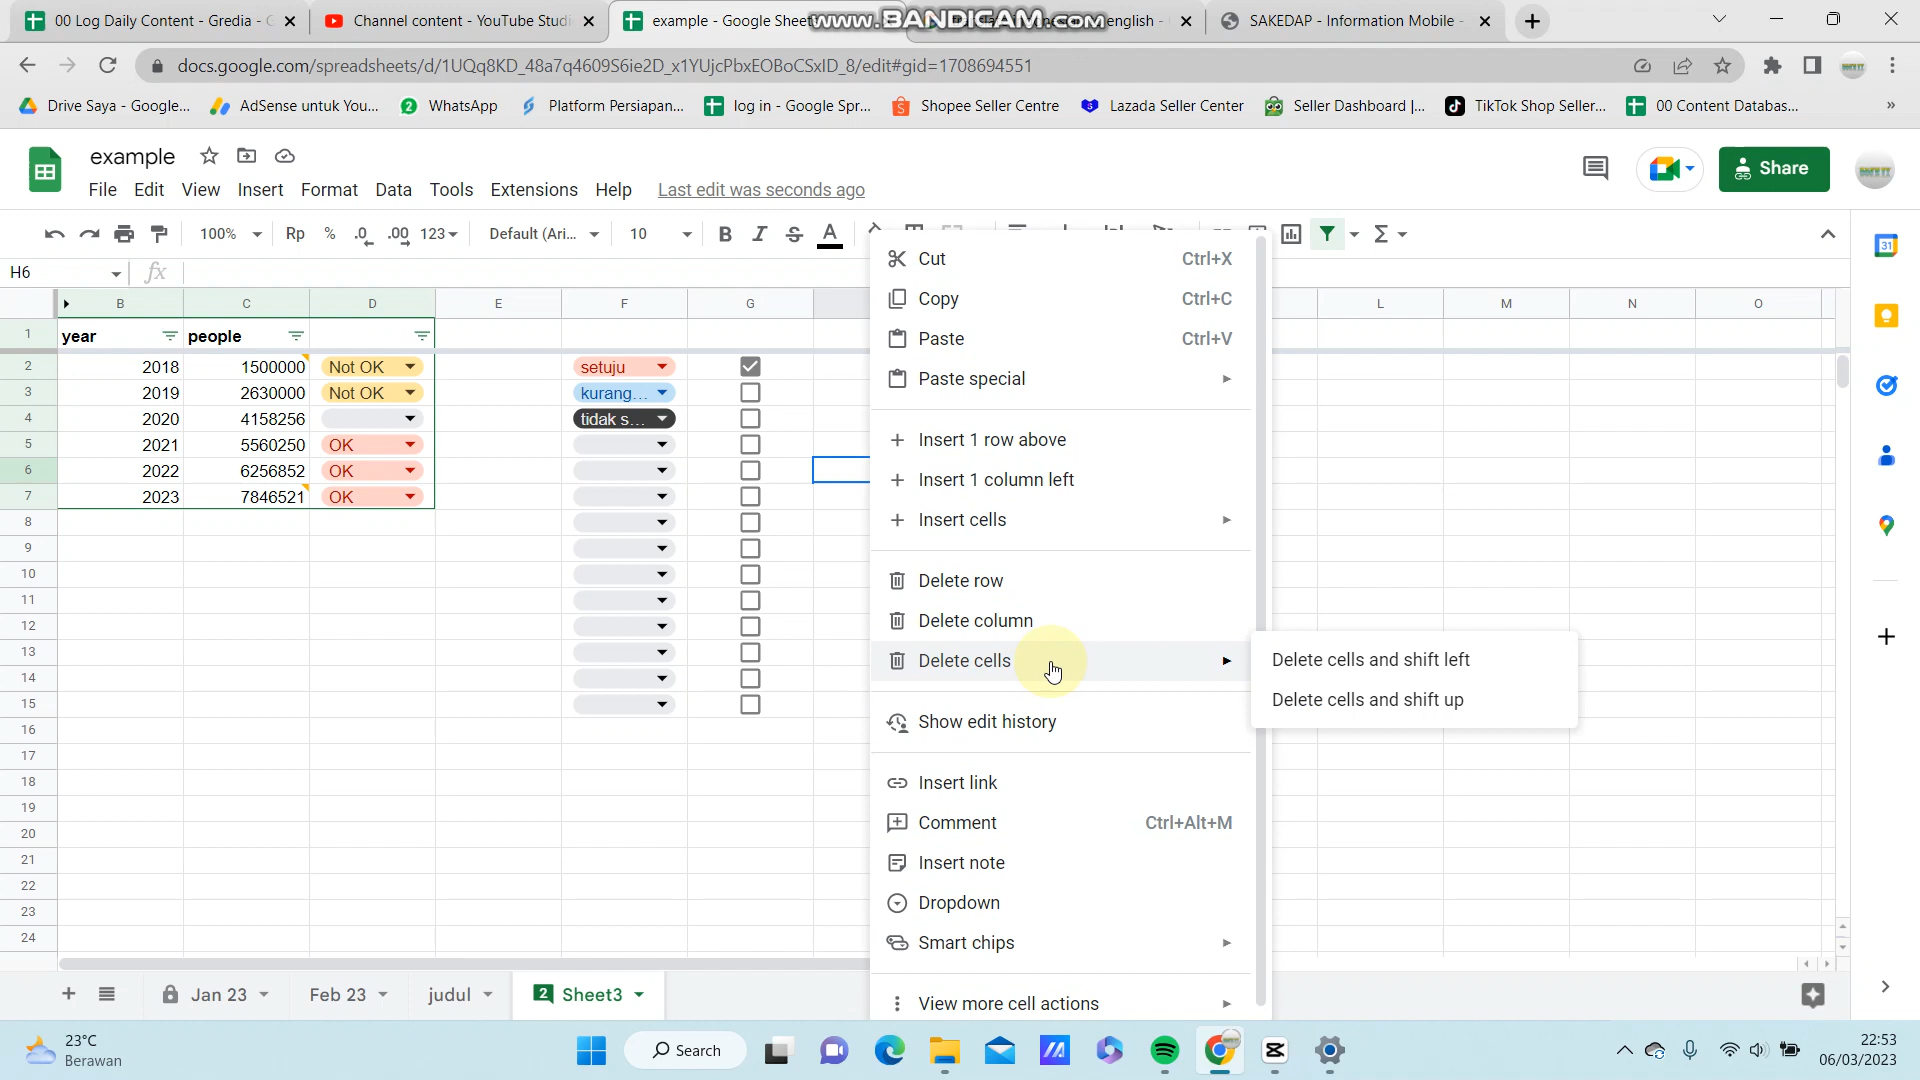 00 Log Daily Content - Gredia - G
Channel content - YouTube Studi
example - Google Sheet
www.BANDICAM.com
english -
SAKEDAP - Information Mobile -
docs.google.com/spreadsheets/d/1UQq8KD_48a7q4609S6ie2D_x1YUjcPbxEOBoCSxID_8/edit#gid=1708694551
Drive Saya - Google...
AdSense untuk You...
WhatsApp
Platform Persiapan...
log in - Google Spr...
Shopee Seller Centre
Lazada Seller Center
Seller Dashboard |...
TikTok Shop Seller...
00 Content Databas...
»
example
File Edit View Insert Format Data Tools Extensions Help Last edit was seconds ago
Share
100% Rp % .0 .00 123 Default (Ari... 10 B I S A
H6
fx
B C D E F G L M N O
1 year people
2 2018 1500000 Not OK setuju
3 2019 2630000 Not OK kurang...
4 2020 4158256 tidak s...
5 2021 5560250 OK
6 2022 6256852 OK
7 2023 7846521 OK
8
9
10
11
12
13
14
15
16
17
18
19
20
21
22
23
24
Cut Ctrl+X
Copy Ctrl+C
Paste Ctrl+V
Paste special
Insert 1 row above
Insert 1 column left
Insert cells
Delete row
Delete column
Delete cells
Delete cells and shift left
Delete cells and shift up
Show edit history
Insert link
Comment Ctrl+Alt+M
Insert note
Dropdown
Smart chips
View more cell actions
31
Jan 23
Feb 23
judul
2 Sheet3
23°C
Berawan
Search
22:53
06/03/2023